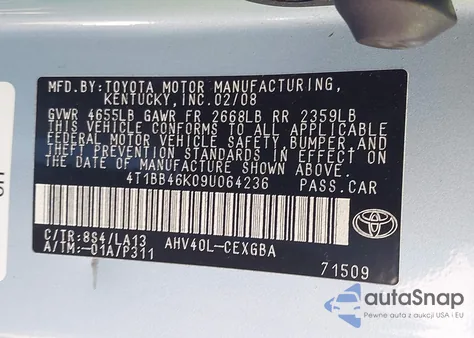 MFD.BY:TOYOTA MOTOR MANUFACTURING,
KENTUCKY,INC.02/08
GVWR 4655LB GAWR FR 2668LB RR 2359LB
THIS VEHICLE CONFORMS TO ALL APPLICABLE
FEDERAL MOTOR VEHICLE SAFETY, BUMPER,AND
THEFT PREVENTION STANDARDS IN EFFECT ON
THE DATE OF MANUFACTURE SHOWN ABOVE.
4T1BB46K09U064236 PASS.CAR
C/TR:8S4/LA13 AHV40L-CEXGBA
A/TM:-01A/P311
71509
autaSnap
Pewne auta z aukcji USA i EU